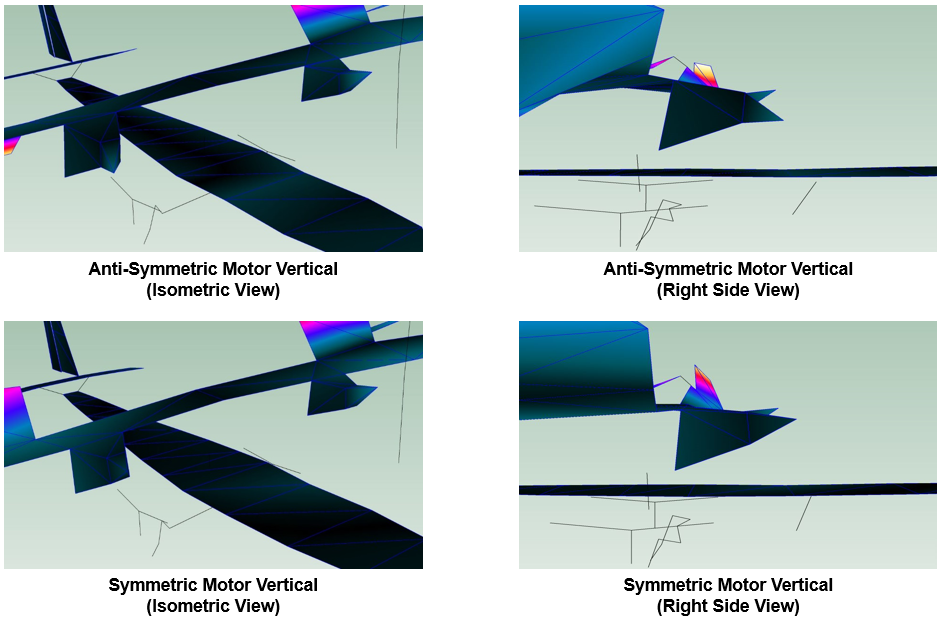 Anti-Symmetric Motor Vertical
(Isometric View)
Anti-Symmetric Motor Vertical
(Right Side View)
Symmetric Motor Vertical
(Isometric View)
Symmetric Motor Vertical
(Right Side View)